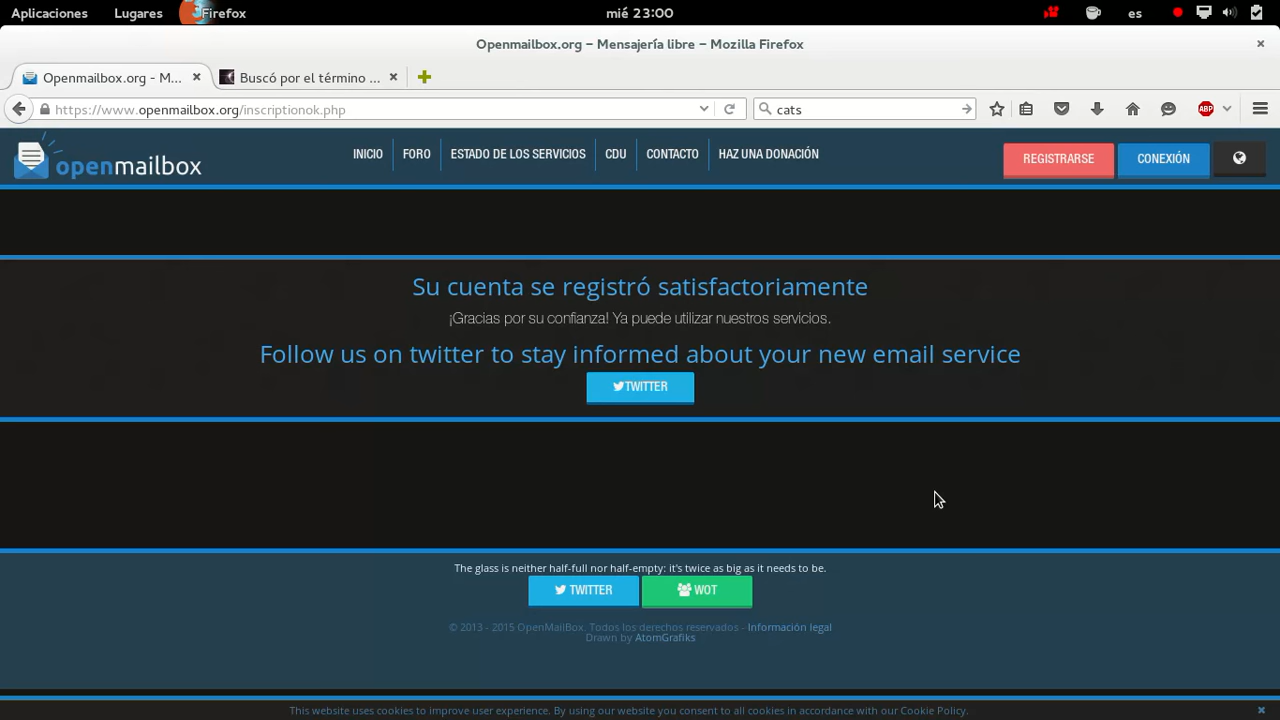 Aplicaciones Lugares Firefox mié 23:00 es
Openmailbox.org – Mensajería libre – Mozilla Firefox
Openmailbox.org - M... Buscó por el término ...
https://www.openmailbox.org/inscriptionok.php cats ABP
openmailbox INICIO FORO ESTADO DE LOS SERVICIOS CDU CONTACTO HAZ UNA DONACIÓN REGISTRARSE CONEXIÓN
Su cuenta se registró satisfactoriamente
¡Gracias por su confianza! Ya puede utilizar nuestros servicios.
Follow us on twitter to stay informed about your new email service
TWITTER
The glass is neither half-full nor half-empty: it's twice as big as it needs to be.
TWITTER WOT
© 2013 - 2015 OpenMailBox. Todos los derechos reservados - Información legal
Drawn by AtomGrafiks
This website uses cookies to improve user experience. By using our website you consent to all cookies in accordance with our Cookie Policy.